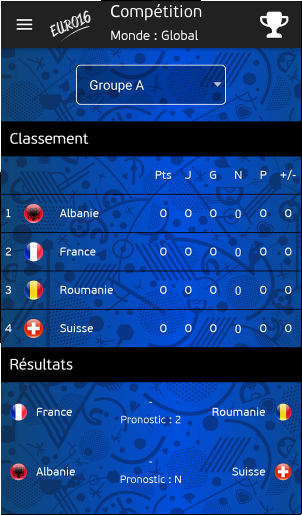 EURO16
Compétition
Monde : Global
Groupe A
Classement
Pts J G N P +/-
1 Albanie 0 0 0 0 0 0
2 France 0 0 0 0 0 0
3 Roumanie 0 0 0 0 0 0
4 Suisse 0 0 0 0 0 0
Résultats
France - Roumanie
Pronostic : 2
Albanie - Suisse
Pronostic : N